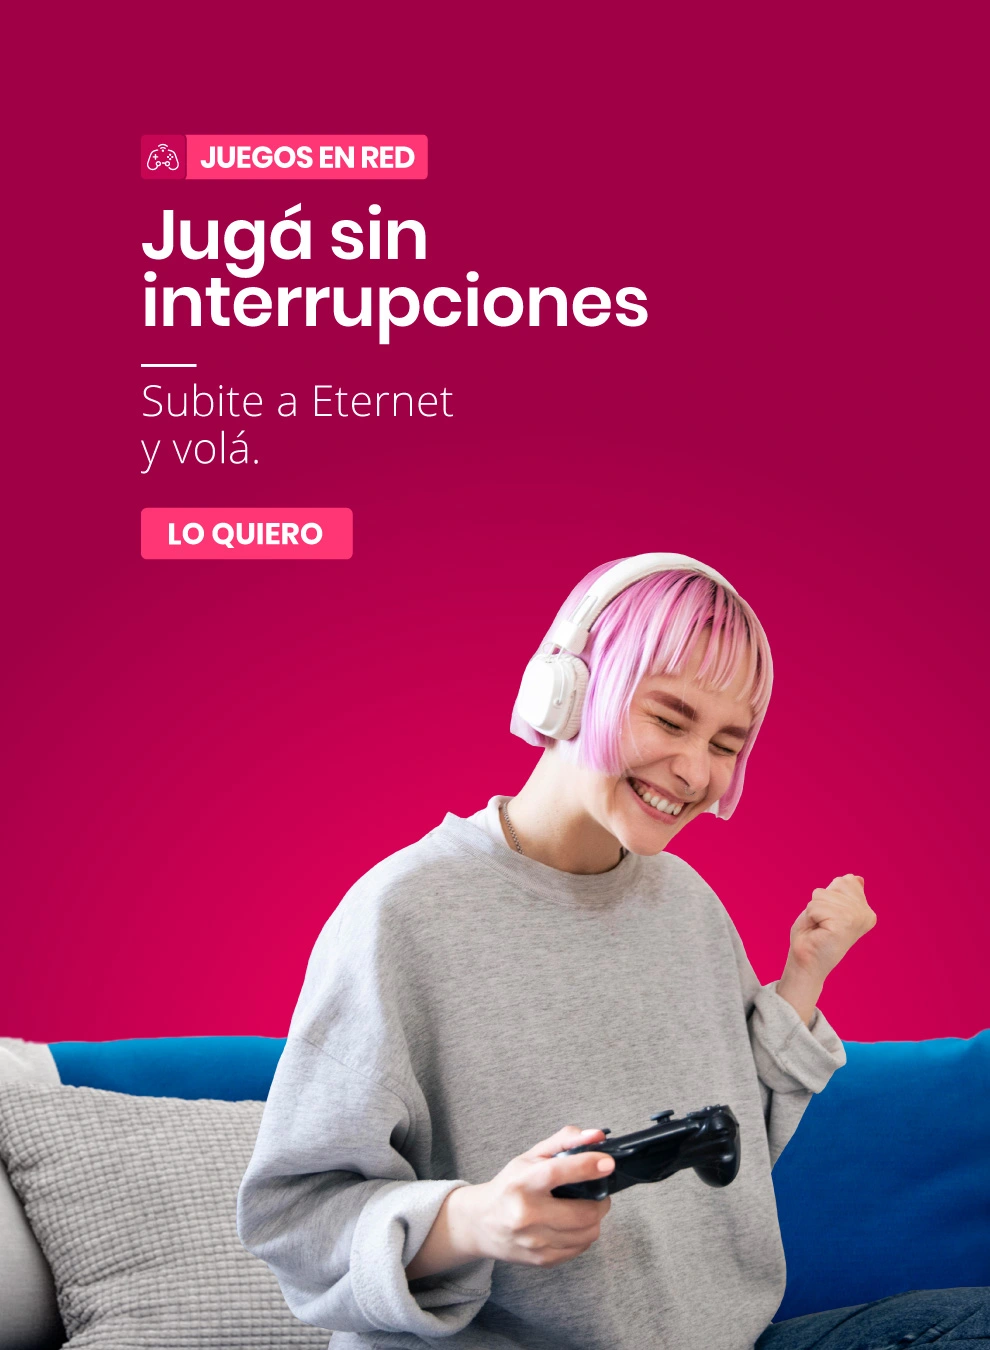 JUEGOS EN RED
Jugá sin
interrupciones
Subite a Eternet
y volá.
LO QUIERO